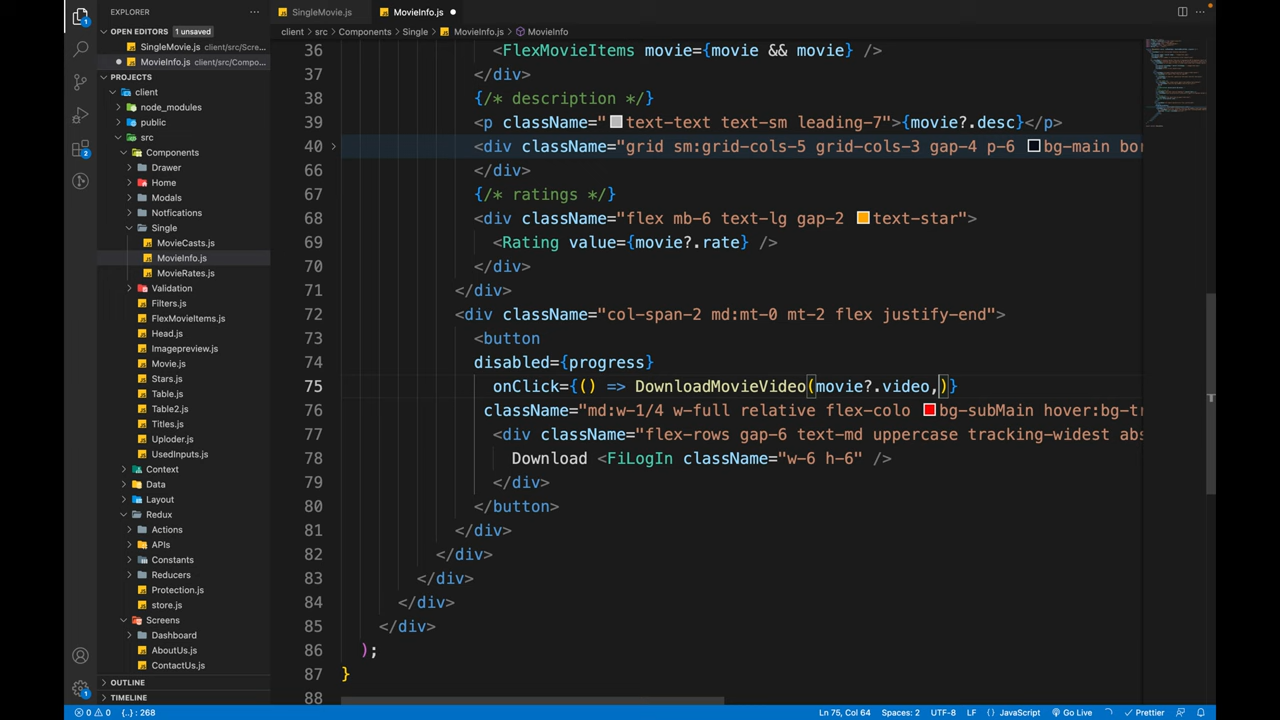 EXPLORER
SingleMovie.js
MovieInfo.js
OPEN EDITORS 1 unsaved
client > src > Components > Single > MovieInfo.js > MovieInfo
SingleMovie.js client/src/Scre...
MovieInfo.js client/src/Compo...
PROJECTS
client
node_modules
public
src
Components
Drawer
Home
Modals
Notfications
Single
MovieCasts.js
MovieInfo.js
MovieRates.js
Validation
Filters.js
FlexMovieItems.js
Head.js
Imagepreview.js
Movie.js
Stars.js
Table.js
Table2.js
Titles.js
Uploder.js
UsedInputs.js
Context
Data
Layout
Redux
Actions
APIs
Constants
Reducers
Protection.js
store.js
Screens
Dashboard
AboutUs.js
ContactUs.js
OUTLINE
TIMELINE
36 <FlexMovieItems movie={movie && movie} />
37 </div>
38 {/* description */}
39 <p className="text-text text-sm leading-7">{movie?.desc}</p>
40 <div className="grid sm:grid-cols-5 grid-cols-3 gap-4 p-6 bg-main bor
66 </div>
67 {/* ratings */}
68 <div className="flex mb-6 text-lg gap-2 text-star">
69 <Rating value={movie?.rate} />
70 </div>
71 </div>
72 <div className="col-span-2 md:mt-0 mt-2 flex justify-end">
73 <button
74 disabled={progress}
75 onClick={() => DownloadMovieVideo(movie?.video,)}
76 className="md:w-1/4 w-full relative flex-colo bg-subMain hover:bg-tr
77 <div className="flex-rows gap-6 text-md uppercase tracking-widest abs
78 Download <FiLogIn className="w-6 h-6" />
79 </div>
80 </button>
81 </div>
82 </div>
83 </div>
84 </div>
85 </div>
86 );
87 }
88
1
2
1
0 0 {..} : 268
Ln 75, Col 64 Spaces: 2 UTF-8 LF {} JavaScript Go Live Prettier